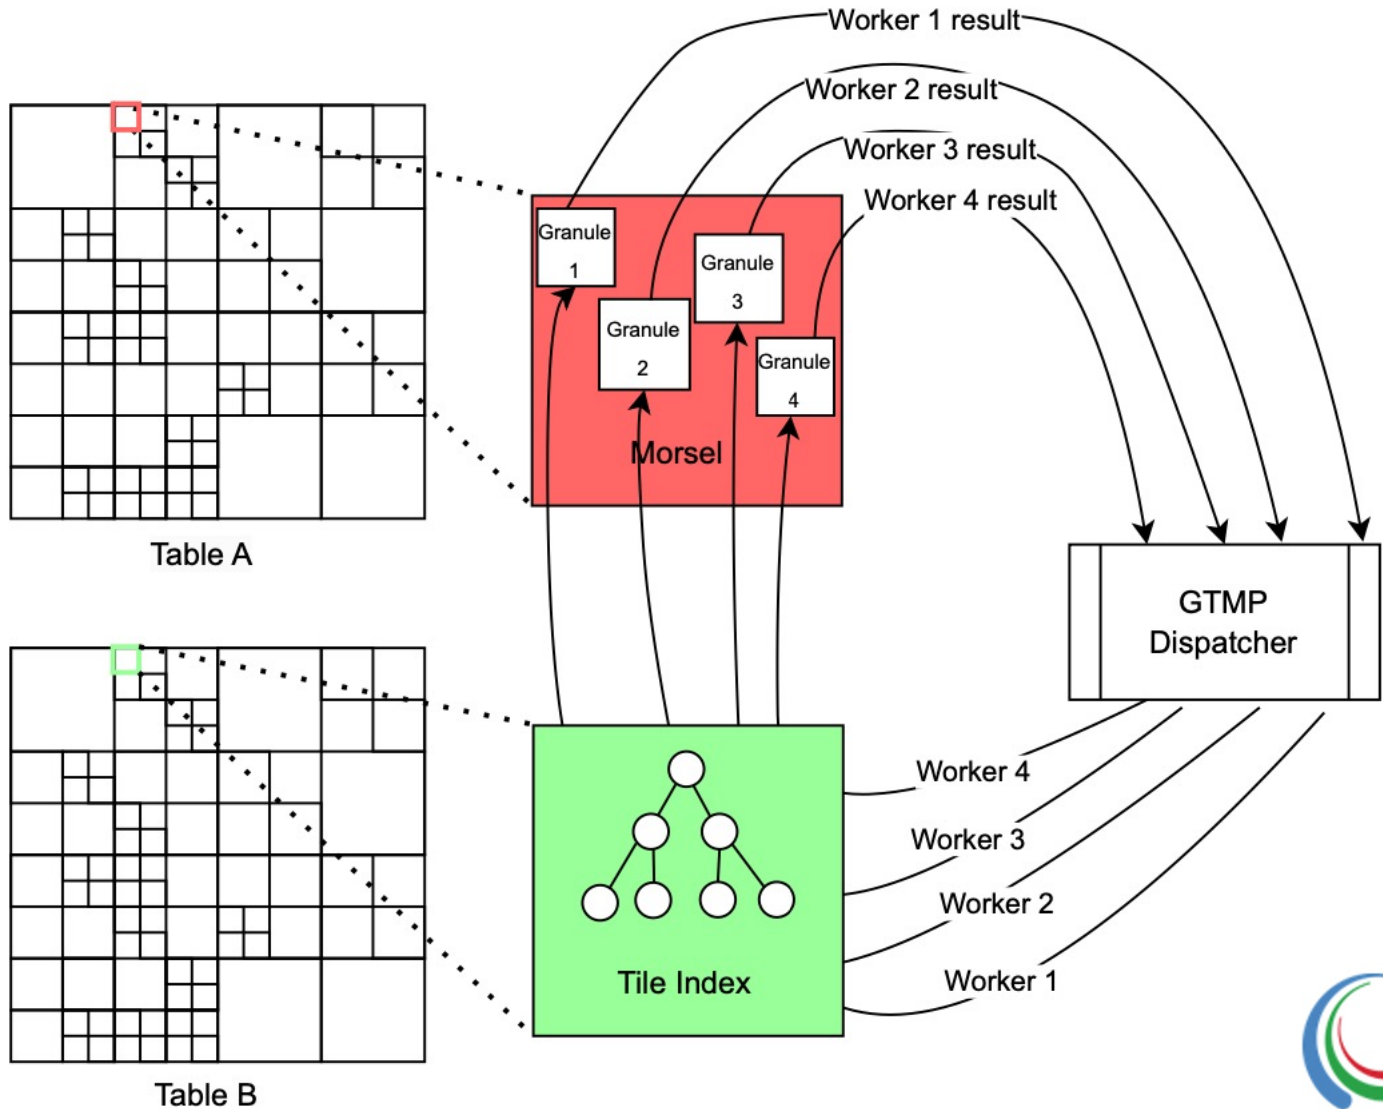 Worker 1 result
Worker 2 result
Worker 3 result
Worker 4 result
Granule
1
Granule
2
Granule
3
Granule
4
Morsel
Table A
GTMP
Dispatcher
Worker 4
Worker 3
Worker 2
Worker 1
Tile Index
Table B